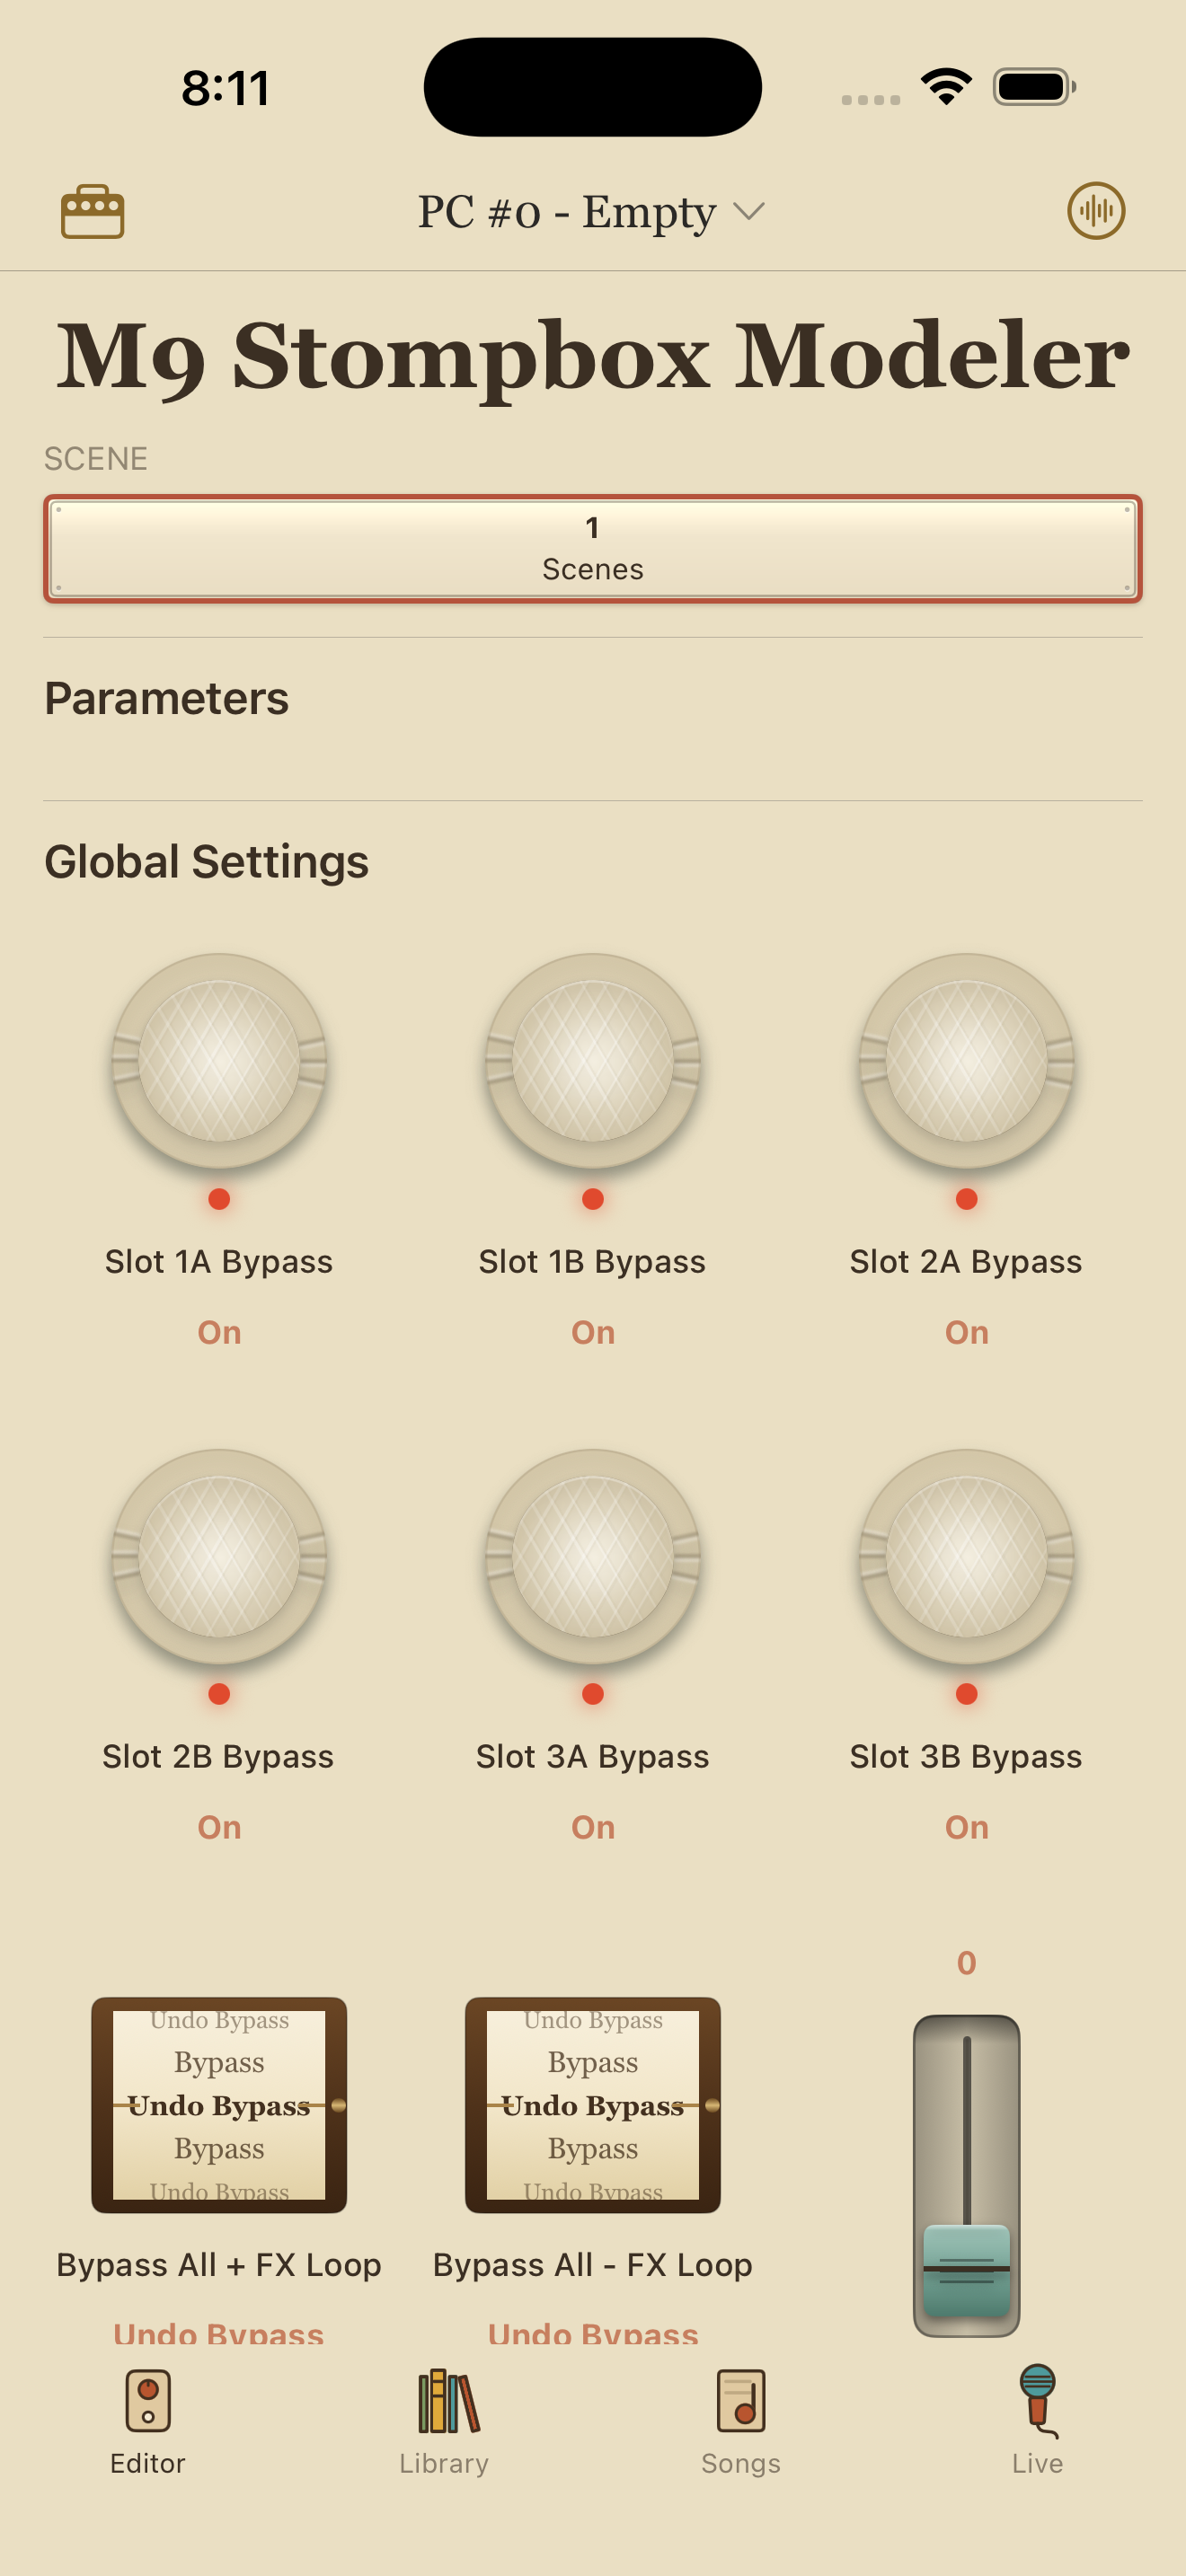 8:11
PC #0 - Empty
M9 Stompbox Modeler
SCENE
1
Scenes
Parameters
Global Settings
Slot 1A Bypass
Slot 1B Bypass
Slot 2A Bypass
On
On
On
Slot 2B Bypass
Slot 3A Bypass
Slot 3B Bypass
On
On
On
0
Undo Bypass
Bypass
Undo Bypass
Bypass
Undo Bypass
Undo Bypass
Bypass
Undo Bypass
Bypass
Undo Bypass
Bypass All + FX Loop
Bypass All - FX Loop
Undo Bypass
Undo Bypass
Editor
Library
Songs
Live